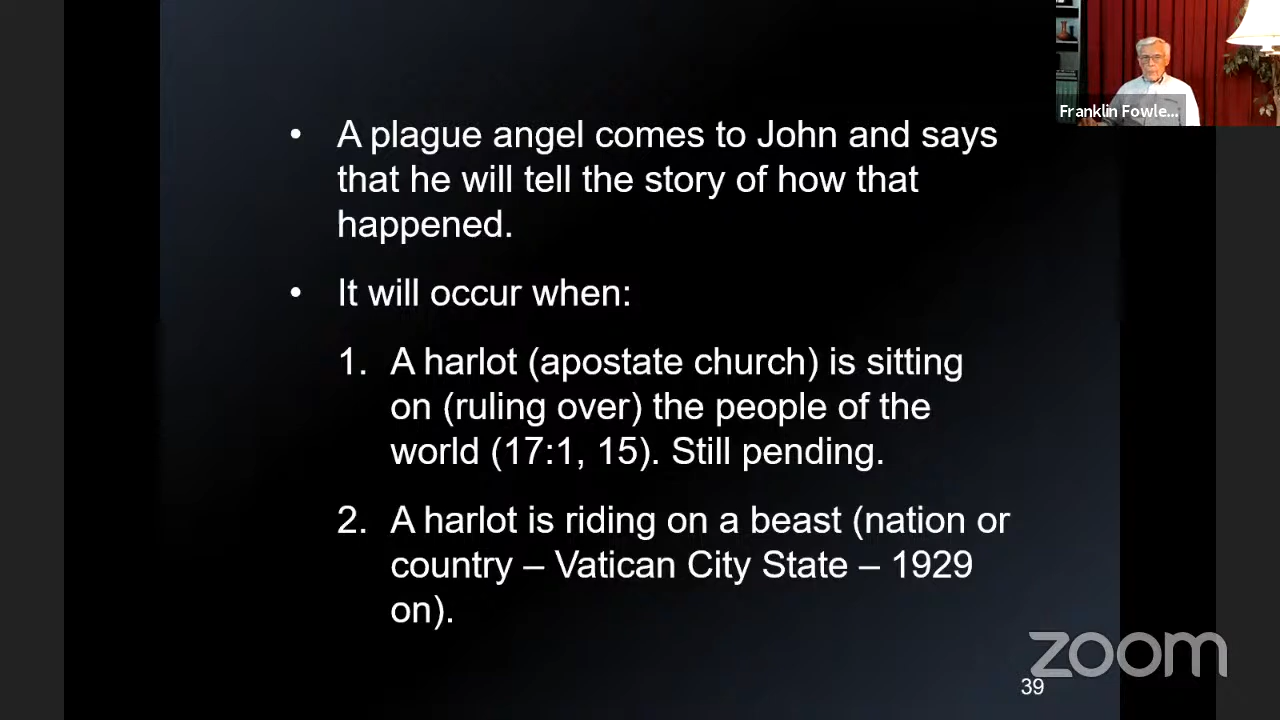 Franklin Fowle...
• A plague angel comes to John and says
that he will tell the story of how that
happened.
• It will occur when:
1. A harlot (apostate church) is sitting
on (ruling over) the people of the
world (17:1, 15). Still pending.
2. A harlot is riding on a beast (nation or
country – Vatican City State – 1929
on).
zoom
39